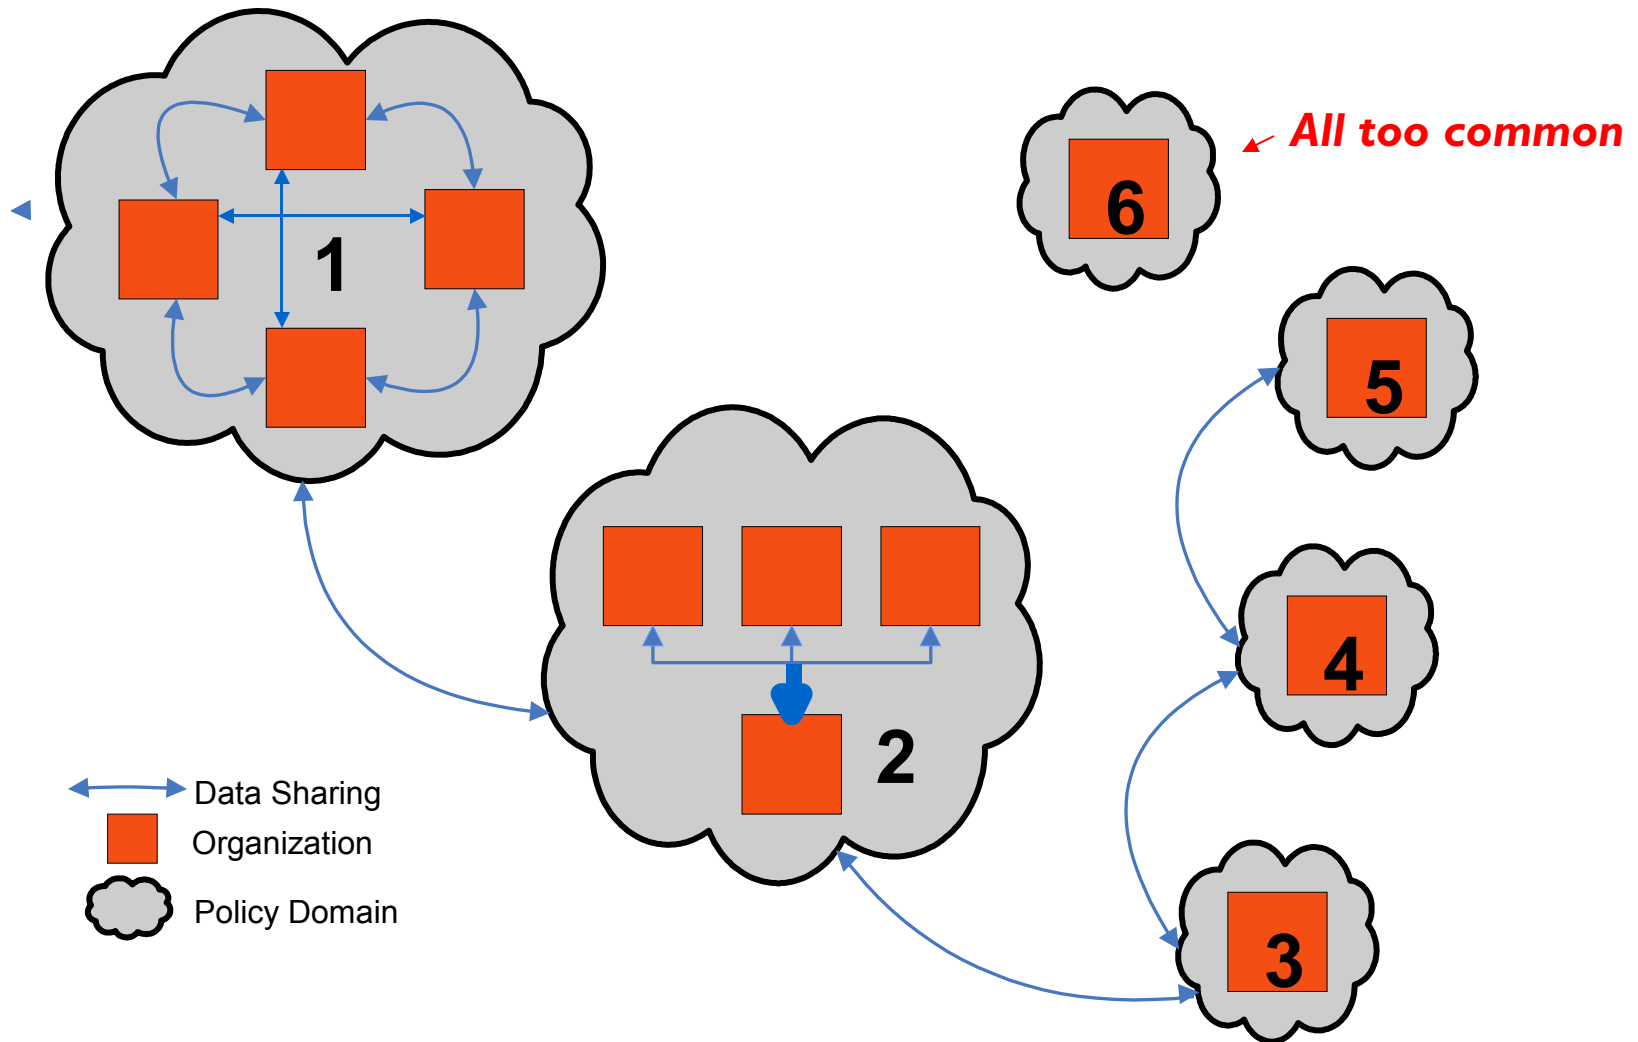 All too common
6
1
5
2
4
3
Data Sharing
Organization
Policy Domain